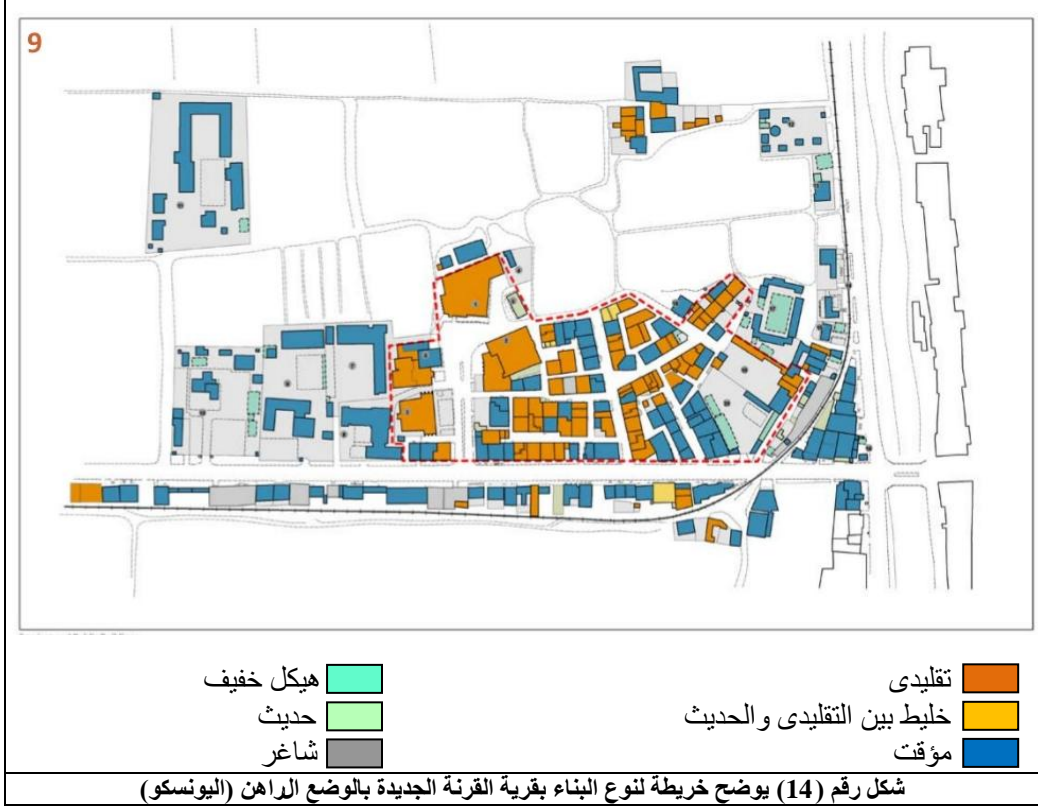 9
تقليدى
هيكل خفيف
خليط بين التقليدى والحديث
حديث
مؤقت
شاغر
شكل رقم (14) يوضح خريطة لنوع البناء بقرية القرنة الجديدة بالوضع الراهن (اليونسكو)